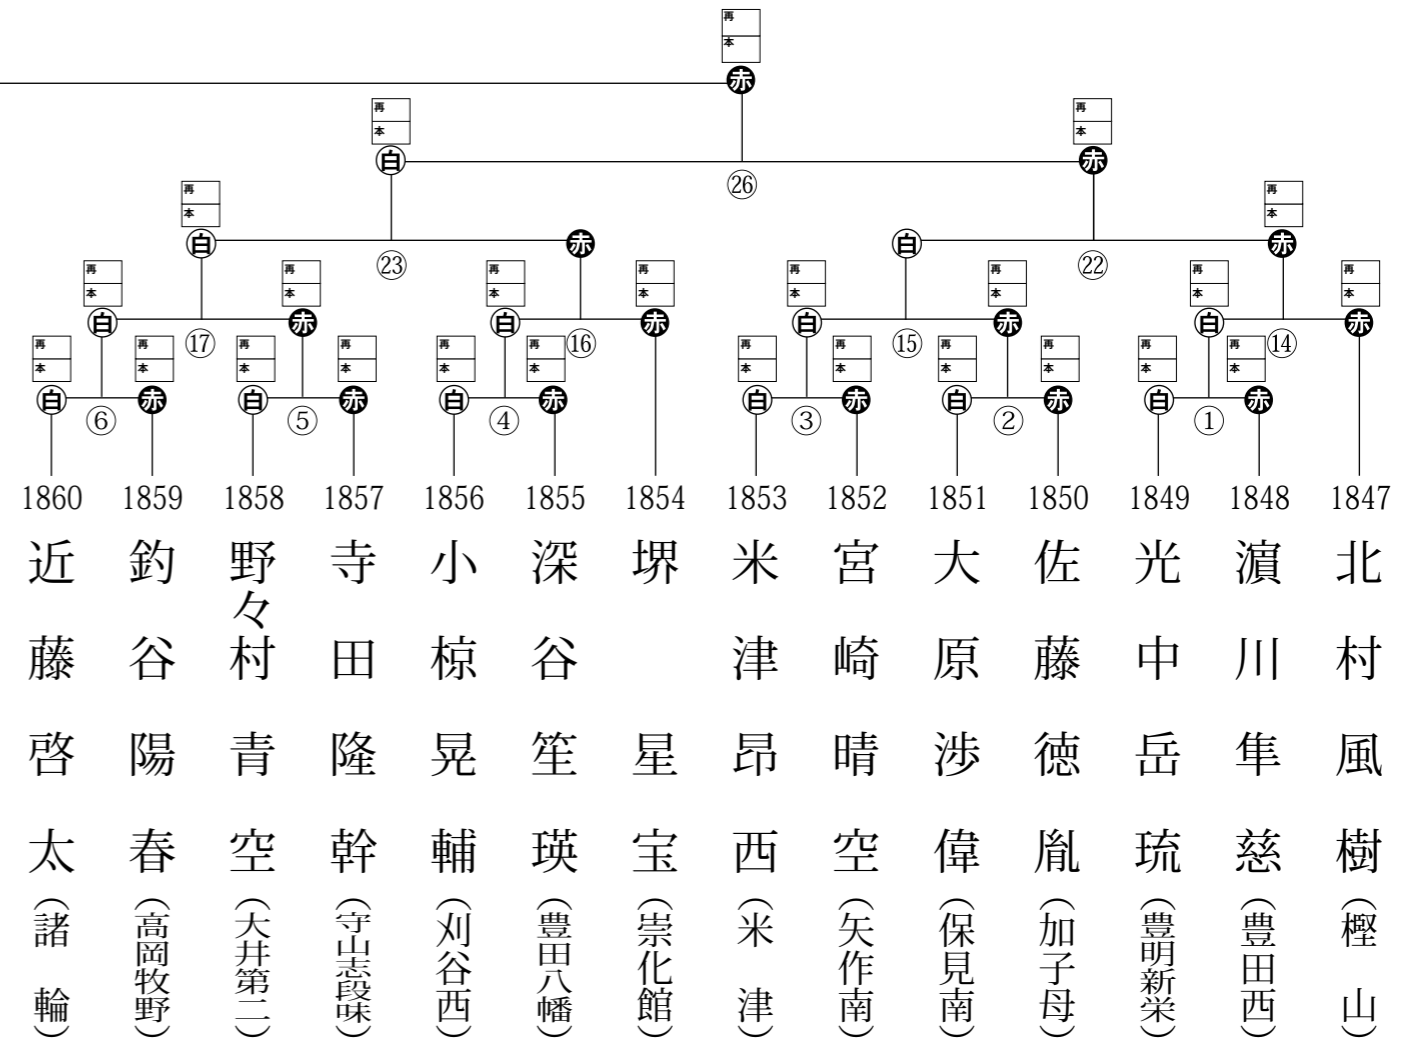 再
本
赤
再 再
本 本
白 赤
㉖
再 再
本 本
白 赤 白 赤
㉓ ㉒
再 再 再 再 再 再 再 再
本 本 本 本 本 本 本 本
白 赤 白 赤 白 赤 白 赤
⑰ ⑯ ⑮ ⑭
再 再 再 再 再 再 再 再 再 再 再 再
本 本 本 本 本 本 本 本 本 本 本 本
白 赤 白 赤 白 赤 白 赤 白 赤 白 赤
⑥ ⑤ ④ ③ ② ①
1847 北村風樹(樫山)
1848 濵川隼慈(豊田西)
1849 光中岳琉(豊明新栄)
1850 佐藤徳胤(加子母)
1851 大原渉偉(保見南)
1852 宮崎晴空(矢作南)
1853 米津昂西(米津)
1854 堺星宝(崇化館)
1855 深谷笙瑛(豊田八幡)
1856 小椋晃輔(刈谷西)
1857 寺田隆幹(守山志段味)
1858 野々村青空(大井第二)
1859 釣谷陽春(高岡牧野)
1860 近藤啓太(諸輪)